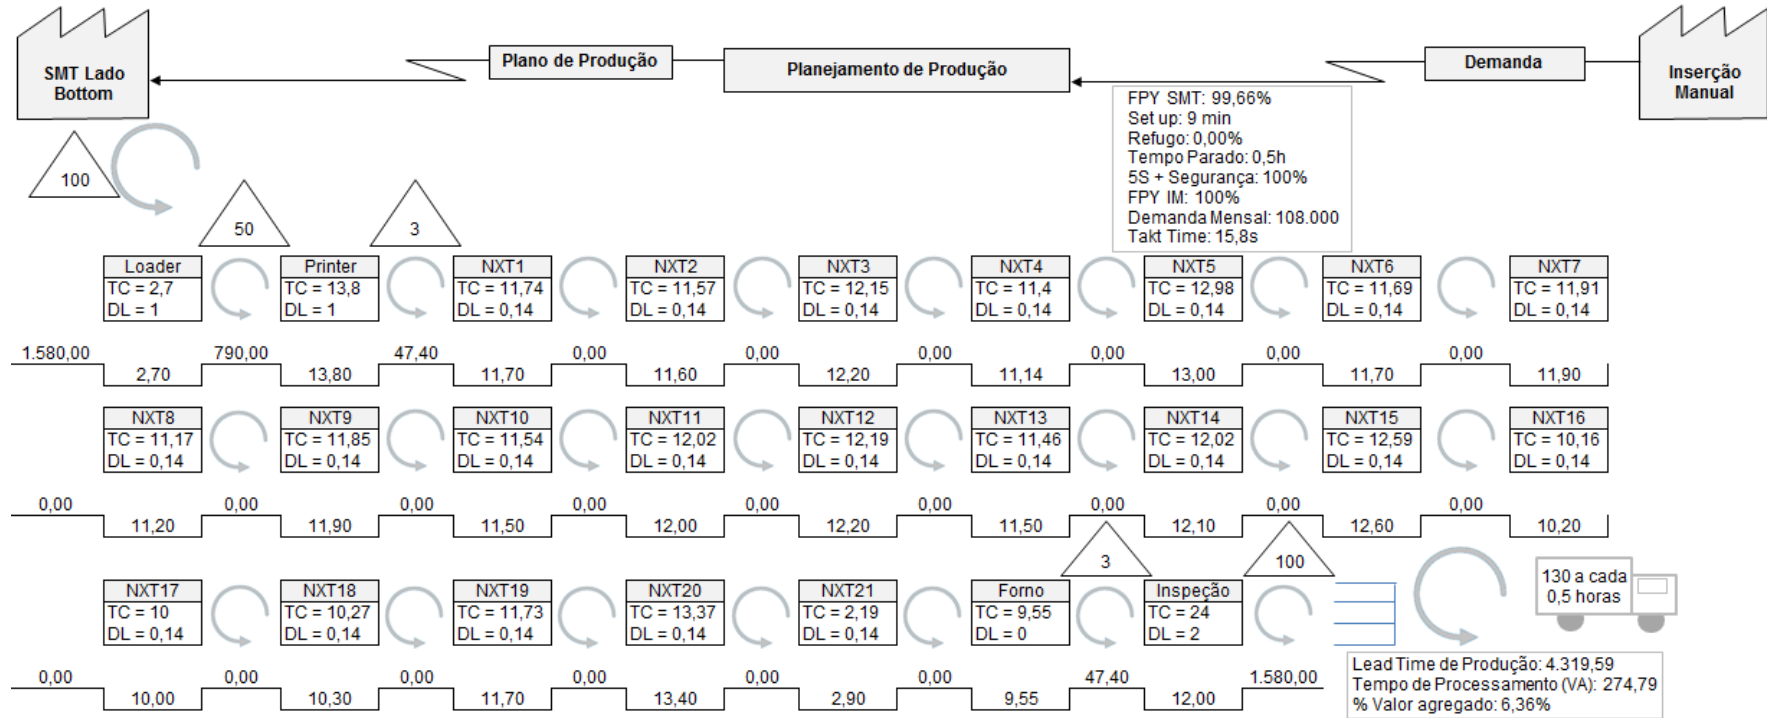 SMT Lado
Bottom
Plano de Produção
Planejamento de Produção
Demanda
Inserção
Manual
FPY SMT: 99,66%
Set up: 9 min
Refugo: 0,00%
Tempo Parado: 0,5h
5S + Segurança: 100%
FPY IM: 100%
Demanda Mensal: 108.000
Takt Time: 15,8s
100
50
3
Loader
TC = 2,7
DL = 1
Printer
TC = 13,8
DL = 1
NXT1
TC = 11,74
DL = 0,14
NXT2
TC = 11,57
DL = 0,14
NXT3
TC = 12,15
DL = 0,14
NXT4
TC = 11,4
DL = 0,14
NXT5
TC = 12,98
DL = 0,14
NXT6
TC = 11,69
DL = 0,14
NXT7
TC = 11,91
DL = 0,14
1.580,00 790,00 47,40 0,00 0,00 0,00 0,00 0,00 0,00
2,70 13,80 11,70 11,60 12,20 11,14 13,00 11,70 11,90
NXT8
TC = 11,17
DL = 0,14
NXT9
TC = 11,85
DL = 0,14
NXT10
TC = 11,54
DL = 0,14
NXT11
TC = 12,02
DL = 0,14
NXT12
TC = 12,19
DL = 0,14
NXT13
TC = 11,46
DL = 0,14
NXT14
TC = 12,02
DL = 0,14
NXT15
TC = 12,59
DL = 0,14
NXT16
TC = 10,16
DL = 0,14
0,00 0,00 0,00 0,00 0,00 0,00 0,00 0,00 0,00
11,20 11,90 11,50 12,00 12,20 11,50 12,10 12,60 10,20
3
100
NXT17
TC = 10
DL = 0,14
NXT18
TC = 10,27
DL = 0,14
NXT19
TC = 11,73
DL = 0,14
NXT20
TC = 13,37
DL = 0,14
NXT21
TC = 2,19
DL = 0,14
Forno
TC = 9,55
DL = 0
Inspeção
TC = 24
DL = 2
130 a cada
0,5 horas
0,00 0,00 0,00 0,00 0,00 0,00 47,40 1.580,00
10,00 10,30 11,70 13,40 2,90 9,55 12,00
Lead Time de Produção: 4.319,59
Tempo de Processamento (VA): 274,79
% Valor agregado: 6,36%